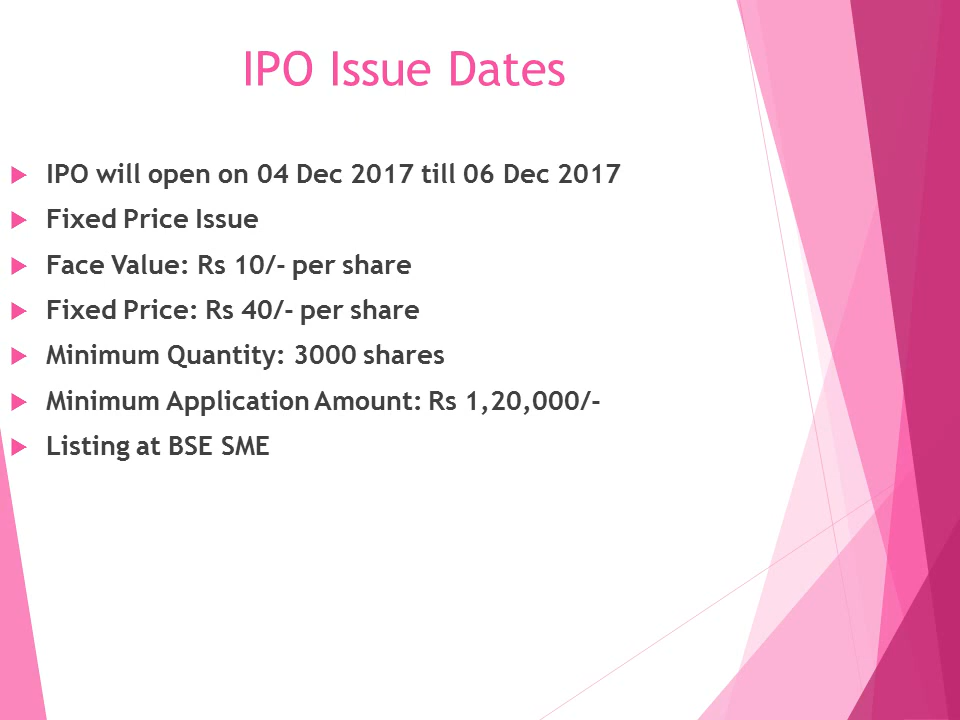 IPO Issue Dates
IPO will open on 04 Dec 2017 till 06 Dec 2017
Fixed Price Issue
Face Value: Rs 10/- per share
Fixed Price: Rs 40/- per share
Minimum Quantity: 3000 shares
Minimum Application Amount: Rs 1,20,000/-
Listing at BSE SME